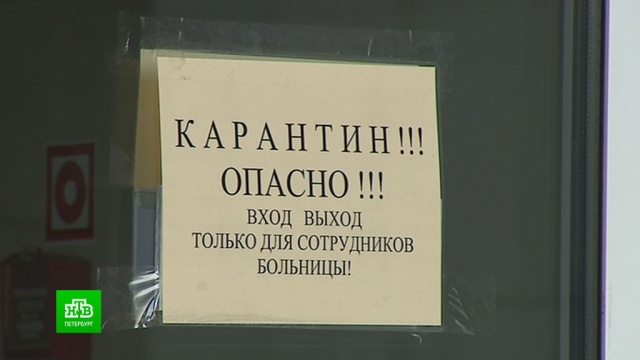 КАРАНТИН!!!
ОПАСНО!!!
ВХОД ВЫХОД
ТОЛЬКО ДЛЯ СОТРУДНИКОВ
БОЛЬНИЦЫ!
НТВ
ПЕТЕРБУРГ